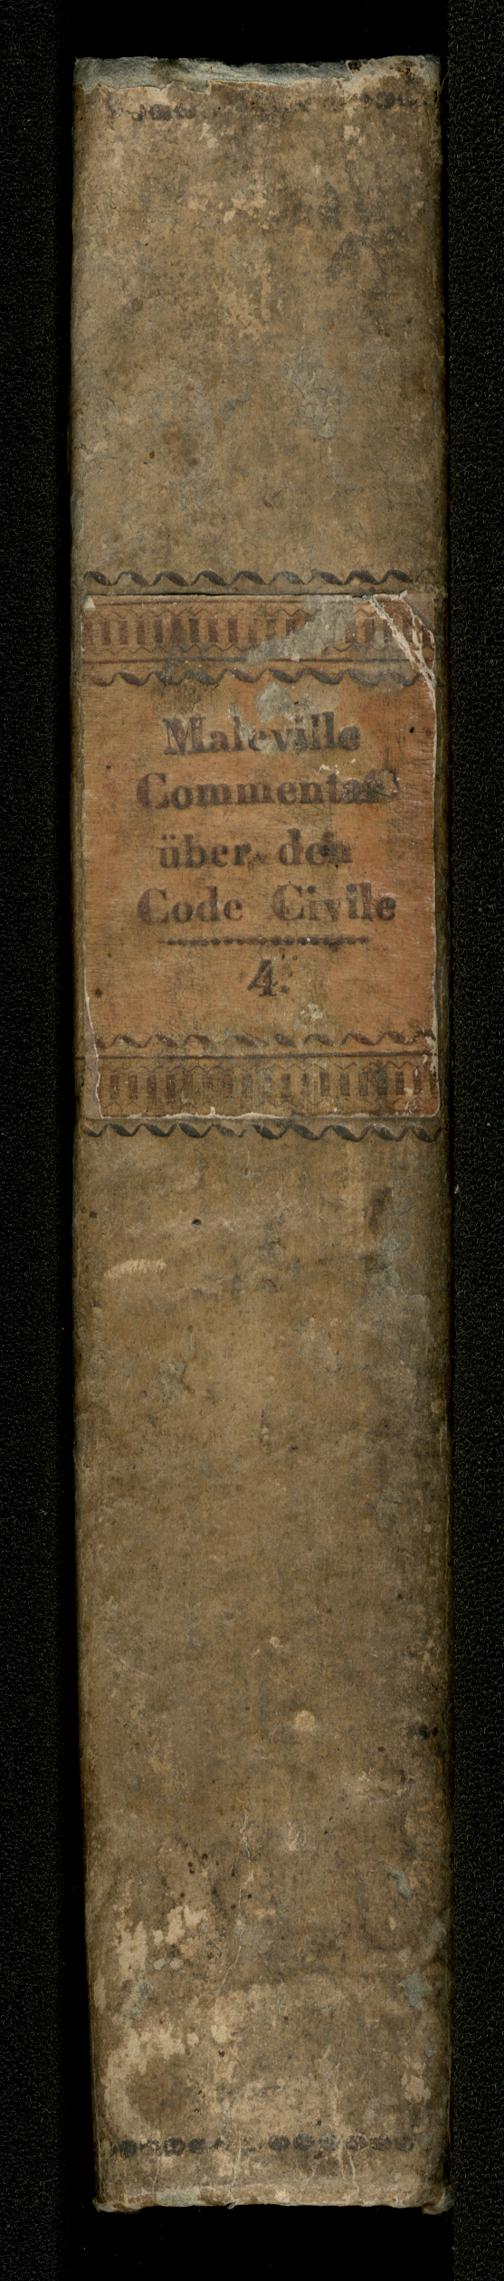 Maleville
Commentar
über den
Code Civile
4.